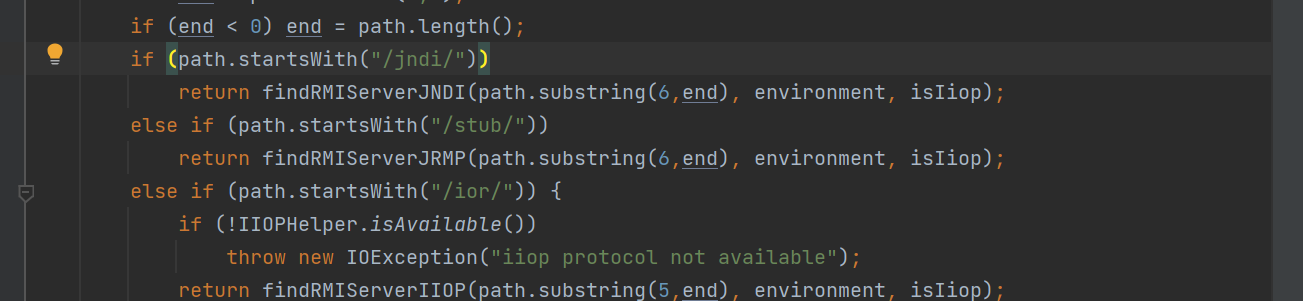 if (end < 0) end = path.length();
if (path.startsWith("/jndi/"))
return findRMIServerJNDI(path.substring(6,end), environment, isIiop);
else if (path.startsWith("/stub/"))
return findRMIServerJRMP(path.substring(6,end), environment, isIiop);
else if (path.startsWith("/ior/")) {
if (!IIOPHelper.isAvailable())
throw new IOException("iiop protocol not available");
return findRMIServerIIOP(path.substring(5,end), environment, isIiop);